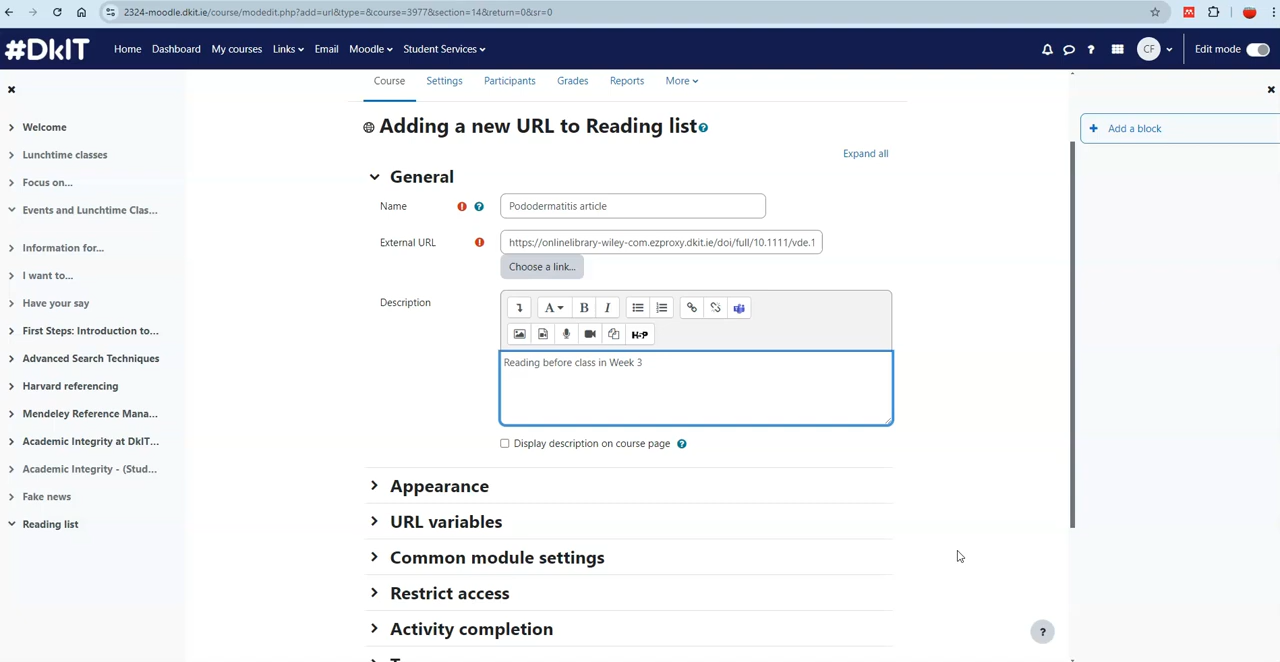 2324-moodle.dkit.ie/course/modedit.php?add=url&type=&course=3977&section=14&return=0&sr=0
#DkIT
Home Dashboard My courses Links Email Moodle Student Services
CF
Edit mode
Course Settings Participants Grades Reports More
Welcome
Lunchtime classes
Focus on...
Events and Lunchtime Clas...
Information for...
I want to...
Have your say
First Steps: Introduction to...
Advanced Search Techniques
Harvard referencing
Mendeley Reference Mana...
Academic Integrity at DkIT...
Academic Integrity - (Stud...
Fake news
Reading list
Adding a new URL to Reading list
Expand all
General
Name
Pododermatitis article
External URL
https://onlinelibrary-wiley-com.ezproxy.dkit.ie/doi/full/10.1111/vde.1
Choose a link...
Description
A B I
H5P
Reading before class in Week 3
Display description on course page
Appearance
URL variables
Common module settings
Restrict access
Activity completion
?
+ Add a block